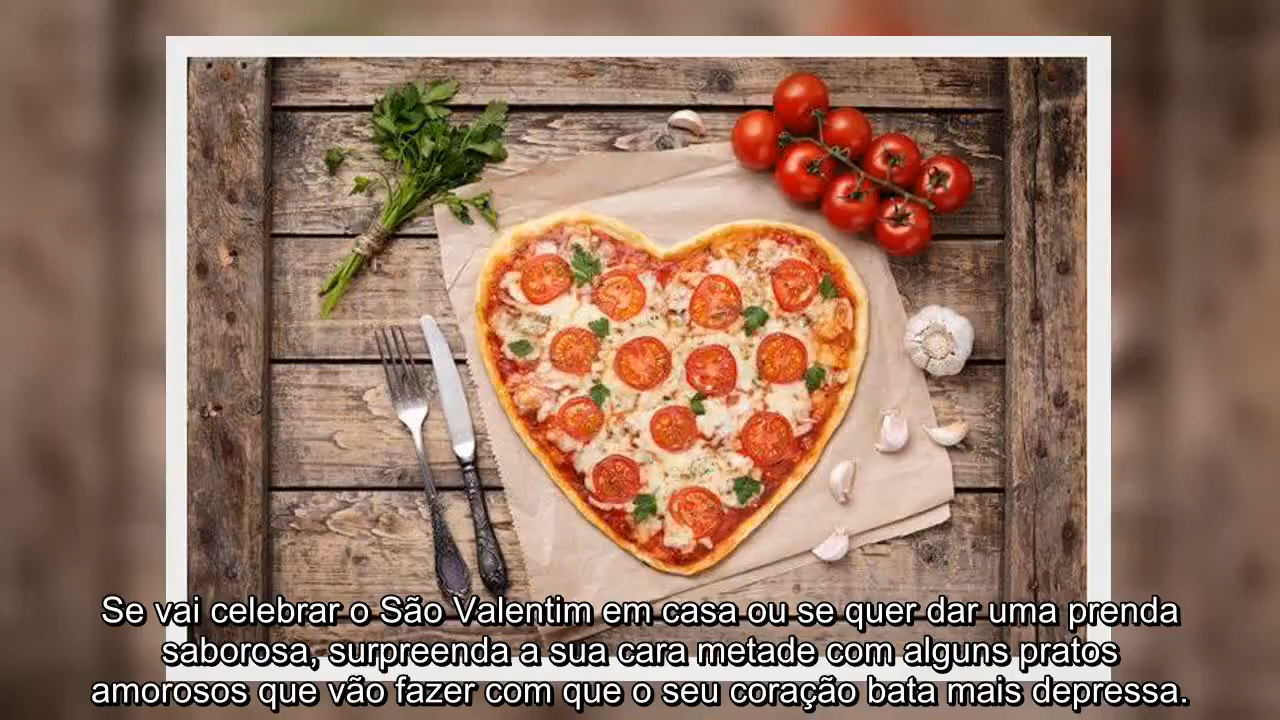 Se vai celebrar o São Valentim em casa ou se quer dar uma prenda
saborosa, surpreenda a sua cara metade com alguns pratos
amorosos que vão fazer com que o seu coração bata mais depressa.